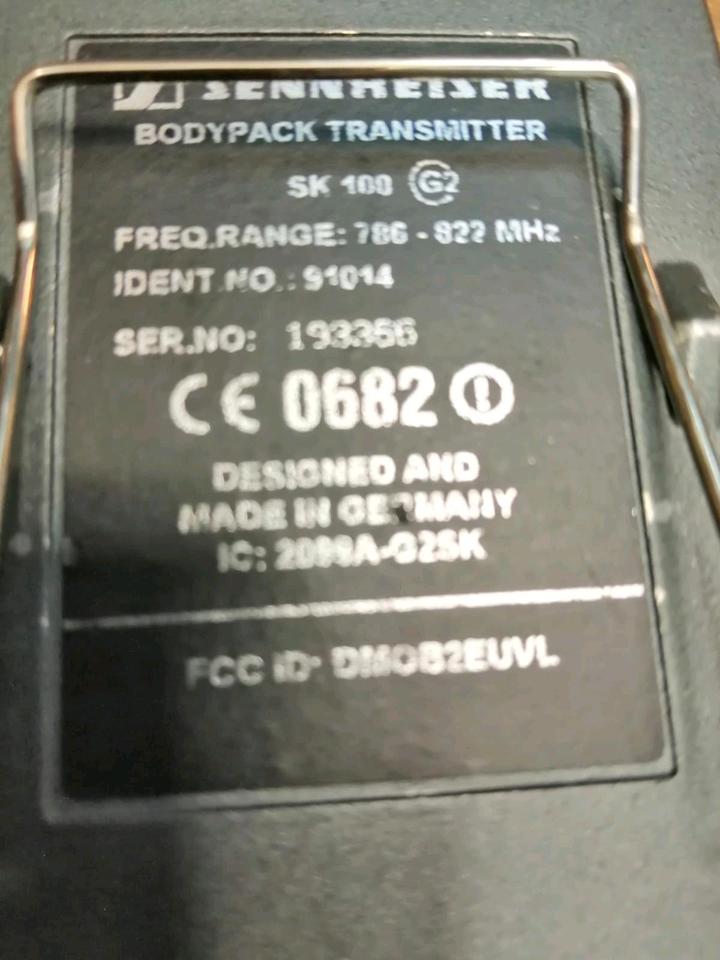 SENNHEISER
BODYPACK TRANSMITTER
SK 100 G2
FREQ.RANGE: 786 - 822 MHz
IDENT.NO.: 91014
SER.NO: 193356
CE 0682
DESIGNED AND
MADE IN GERMANY
IC: 2099A-G2SK
FCC ID: DMOB2EUVL